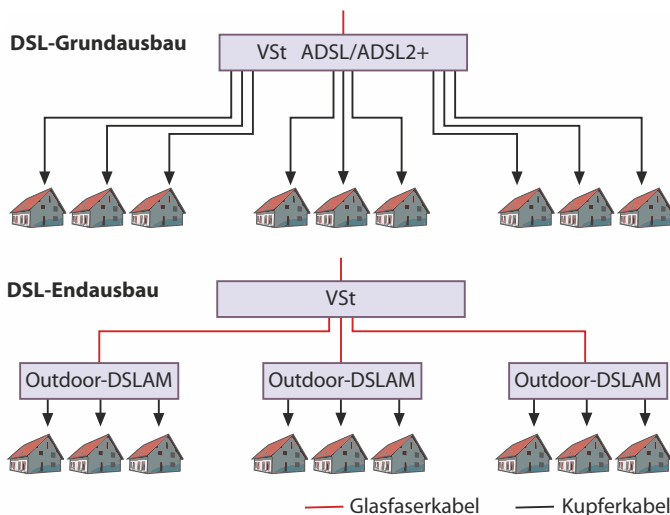 DSL-Grundausbau
VSt ADSL/ADSL2+
DSL-Endausbau
VSt
Outdoor-DSLAM
Outdoor-DSLAM
Outdoor-DSLAM
Glasfaserkabel
Kupferkabel